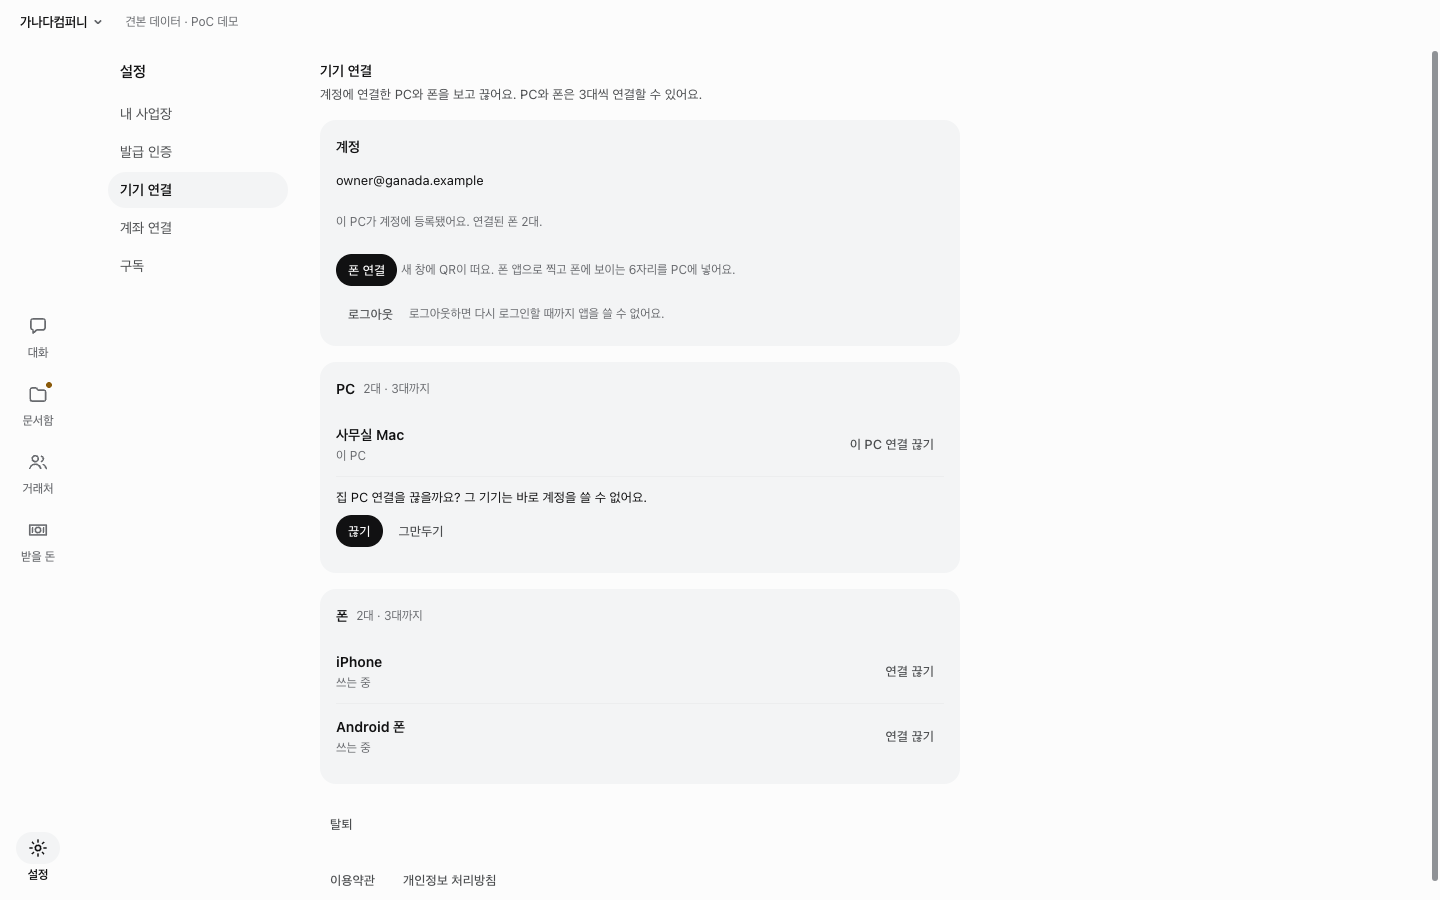 가나다컴퍼니
견본 데이터 · PoC 데모
설정
내 사업장
발급 인증
기기 연결
계좌 연결
구독
대화
문서함
거래처
받을 돈
설정
기기 연결
계정에 연결한 PC와 폰을 보고 끊어요. PC와 폰은 3대씩 연결할 수 있어요.
계정
owner@ganada.example
이 PC가 계정에 등록됐어요. 연결된 폰 2대.
폰 연결 새 창에 QR이 떠요. 폰 앱으로 찍고 폰에 보이는 6자리를 PC에 넣어요.
로그아웃 로그아웃하면 다시 로그인할 때까지 앱을 쓸 수 없어요.
PC 2대 · 3대까지
사무실 Mac
이 PC
이 PC 연결 끊기
집 PC 연결을 끊을까요? 그 기기는 바로 계정을 쓸 수 없어요.
끊기 그만두기
폰 2대 · 3대까지
iPhone
쓰는 중
연결 끊기
Android 폰
쓰는 중
연결 끊기
탈퇴
이용약관 개인정보 처리방침